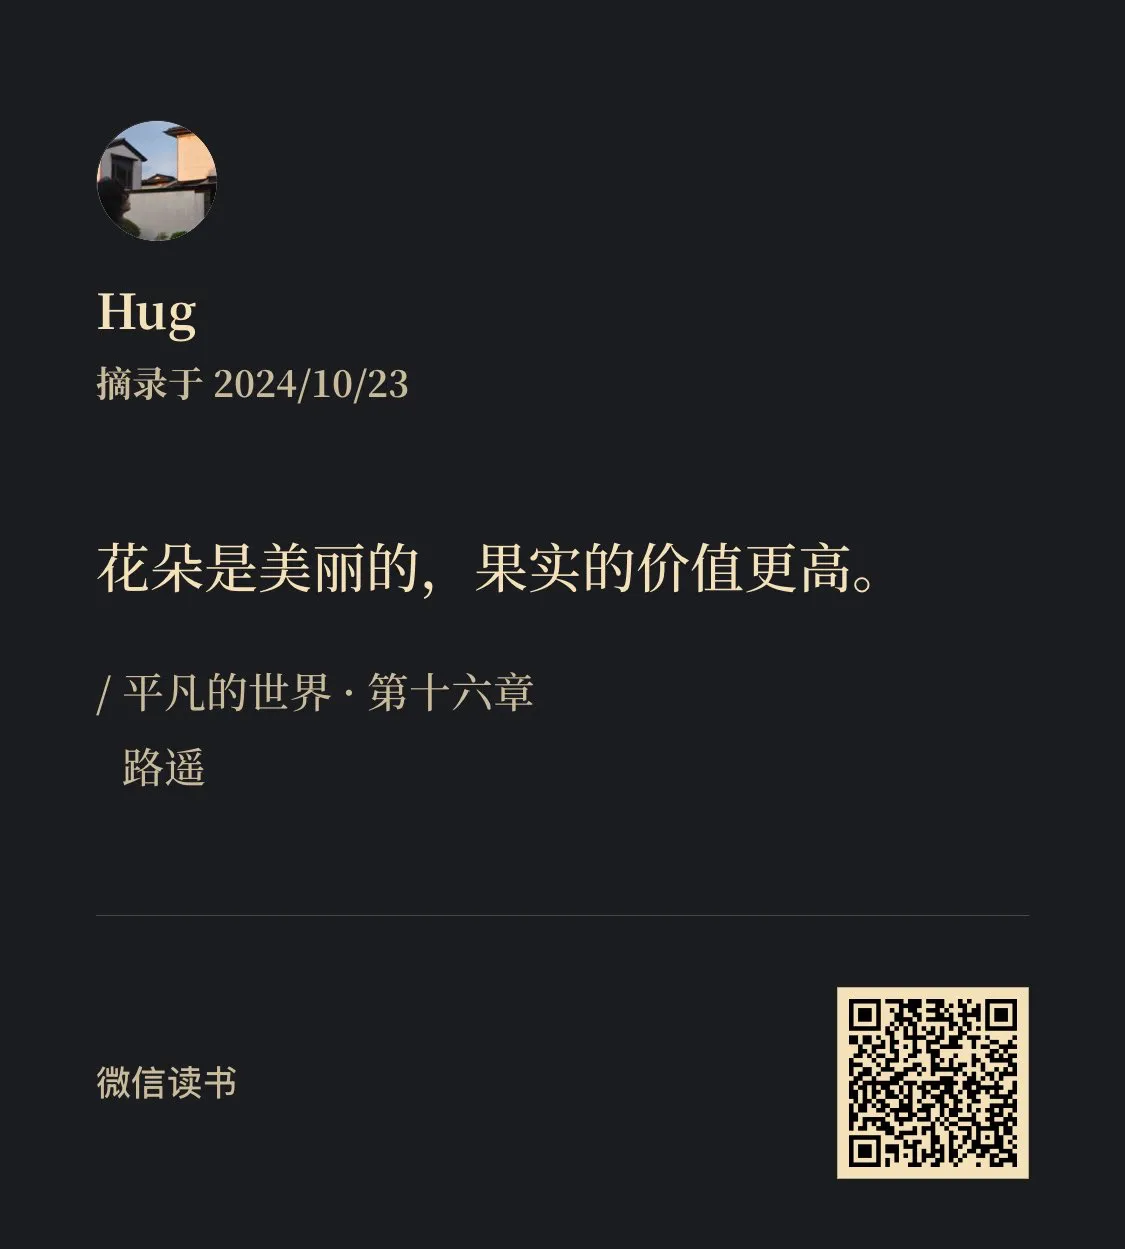 Hug
摘录于 2024/10/23
花朵是美丽的，果实的价值更高。
/ 平凡的世界 · 第十六章
路遥
微信读书